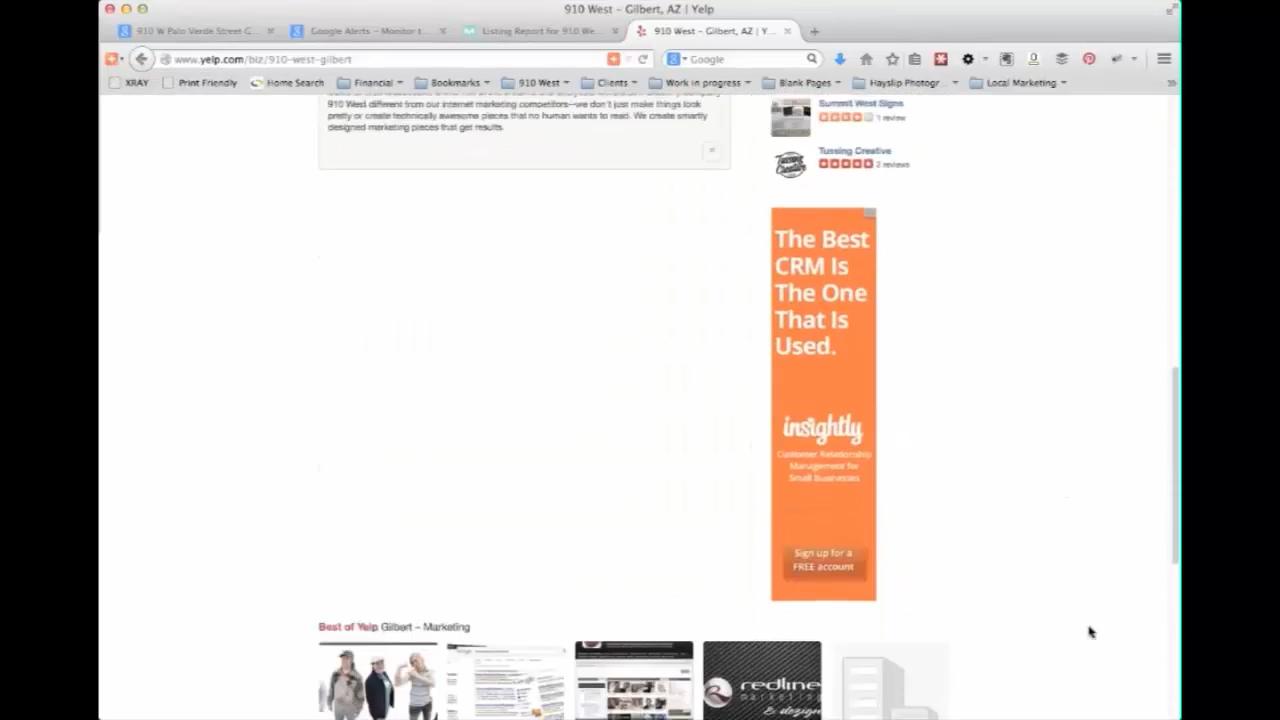 910 West – Gilbert, AZ | Yelp
910 W Palo Verde Street G...
Google Alerts – Monitor t...
Listing Report for 910 We...
910 West – Gilbert, AZ | Y...
www.yelp.com/biz/910-west-gilbert
Google
XRAY
Print Friendly
Home Search
Financial
Bookmarks
910 West
Clients
Work in progress
Blank Pages
Hayslip Photogr...
Local Marketing
910 West different from our internet marketing competitors—we don't just make things look
pretty or create technically awesome pieces that no human wants to read. We create smartly
designed marketing pieces that get results.
Summit West Signs
1 review
Tussing Creative
2 reviews
Tussing
Creative
The Best
CRM Is
The One
That Is
Used.
insightly
Customer Relationship
Management for
Small Businesses
Sign up for a
FREE account
Best of Yelp Gilbert – Marketing
redline
marketing
& design